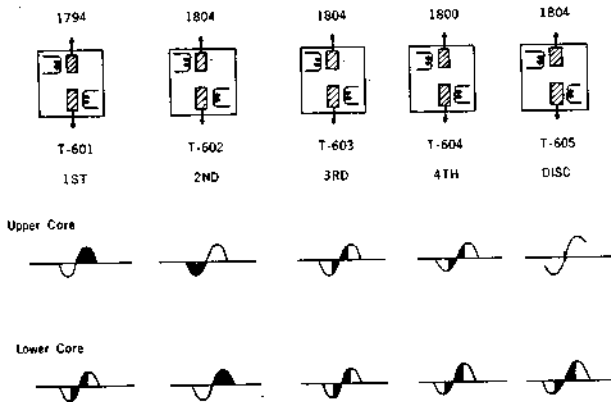 1794 1804 1804 1800 1804
T-601 T-602 T-603 T-604 T-605
1ST 2ND 3RD 4TH DISC
Upper Core
Lower Core